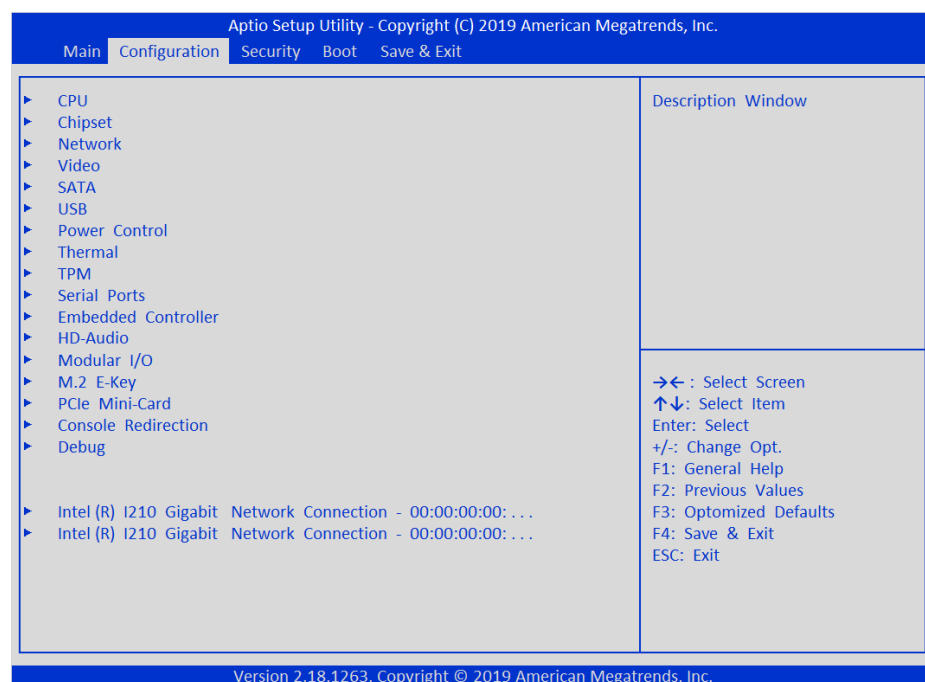 Aptio Setup Utility - Copyright (C) 2019 American Megatrends, Inc.
Main Configuration Security Boot Save & Exit
CPU
Chipset
Network
Video
SATA
USB
Power Control
Thermal
TPM
Serial Ports
Embedded Controller
HD-Audio
Modular I/O
M.2 E-Key
PCIe Mini-Card
Console Redirection
Debug
Intel (R) I210 Gigabit Network Connection - 00:00:00:00: . . .
Intel (R) I210 Gigabit Network Connection - 00:00:00:00: . . .
Description Window
→← : Select Screen
↑↓: Select Item
Enter: Select
+/-: Change Opt.
F1: General Help
F2: Previous Values
F3: Optomized Defaults
F4: Save & Exit
ESC: Exit
Version 2.18.1263. Copyright © 2019 American Megatrends, Inc.